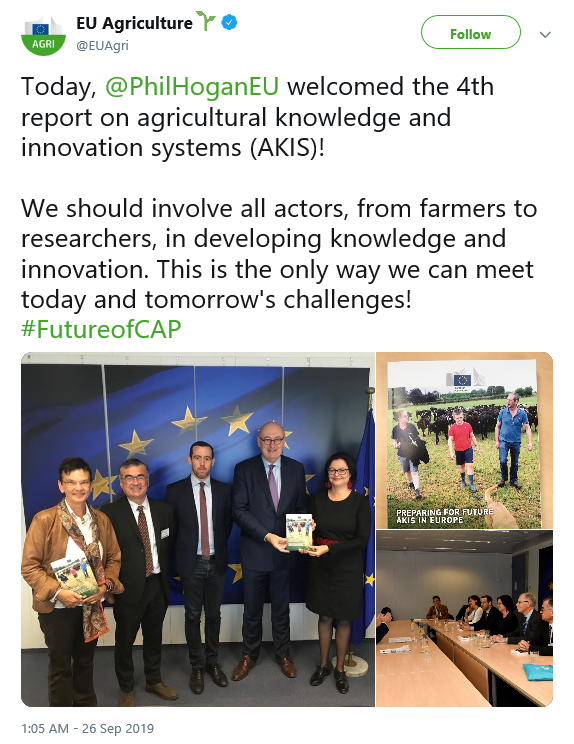 EU Agriculture
@EUAgri
Follow
AGRI
Today, @PhilHoganEU welcomed the 4th
report on agricultural knowledge and
innovation systems (AKIS)!
We should involve all actors, from farmers to
researchers, in developing knowledge and
innovation. This is the only way we can meet
today and tomorrow's challenges!
#FutureofCAP
PREPARING FOR FUTURE
AKIS IN EUROPE
1:05 AM - 26 Sep 2019